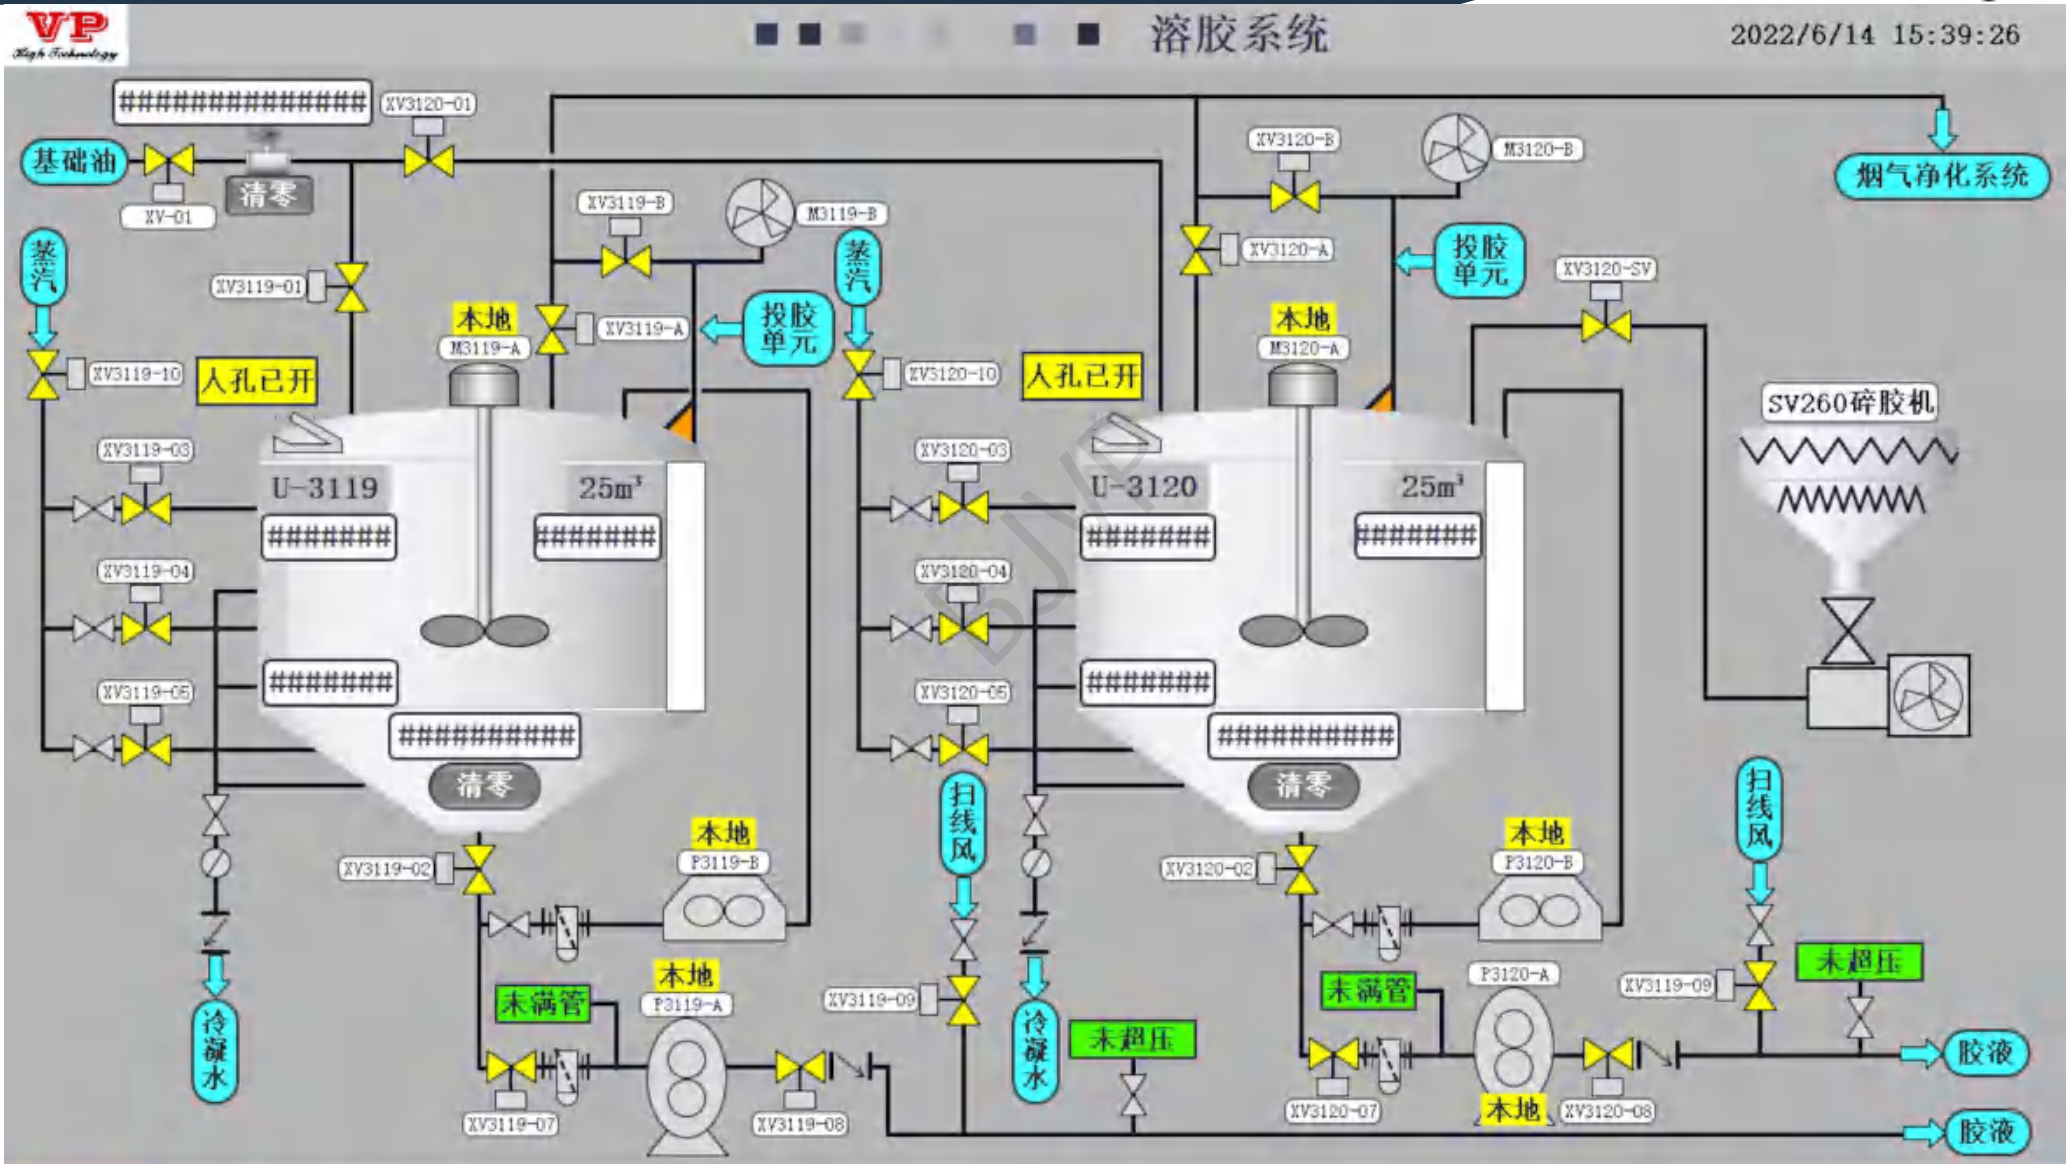 VP
High Technology
溶胶系统
2022/6/14 15:39:26
##############
XV3120-01
基础油
清零
XV-01
XV3119-B
M3119-B
XV3120-B
M3120-B
烟气净化系统
蒸汽
XV3119-01
本地
M3119-A
XV3119-A
投胶
单元
蒸汽
本地
M3120-A
XV3120-A
投胶
单元
XV3120-SV
XV3119-10
人孔已开
XV3120-10
人孔已开
SV260碎胶机
XV3119-03
U-3119
25m³
#######
#######
XV3120-03
U-3120
25m³
#######
#######
XV3119-04
XV3120-04
BJVP
XV3119-05
#######
##########
清零
XV3120-05
#######
##########
清零
扫线风
扫线风
XV3119-02
本地
P3119-B
XV3120-02
本地
P3120-B
未满管
本地
P3119-A
XV3119-09
未满管
P3120-A
XV3119-09
未超压
冷凝水
冷凝水
未超压
胶液
XV3119-07
XV3119-08
XV3120-07
本地
XV3120-08
胶液